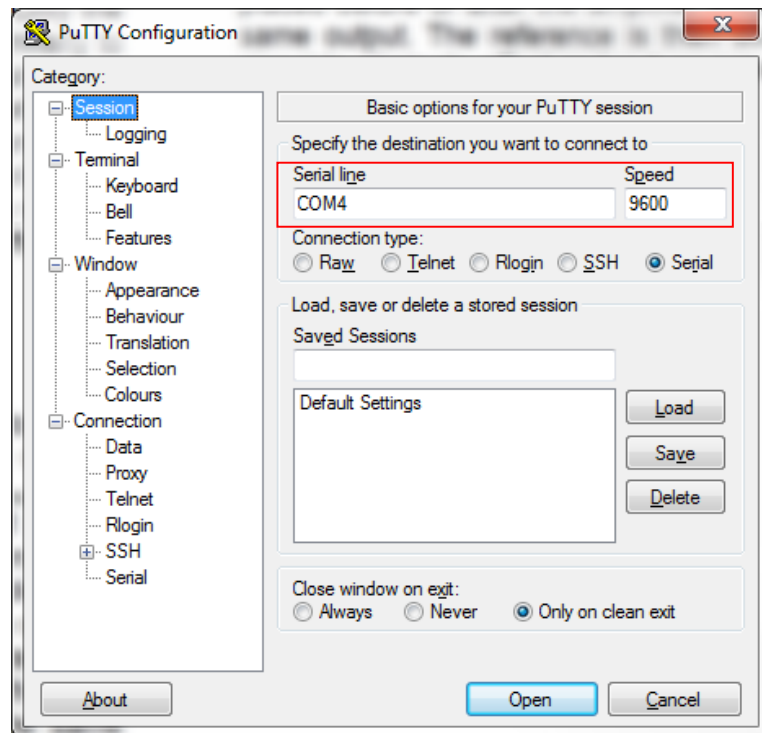 PuTTY Configuration
Category:
Session
Logging
Terminal
Keyboard
Bell
Features
Window
Appearance
Behaviour
Translation
Selection
Colours
Connection
Data
Proxy
Telnet
Rlogin
SSH
Serial
Basic options for your PuTTY session
Specify the destination you want to connect to
Serial line Speed
COM4 9600
Connection type:
Raw Telnet Rlogin SSH Serial
Load, save or delete a stored session
Saved Sessions
Default Settings
Load
Save
Delete
Close window on exit:
Always Never Only on clean exit
About Open Cancel